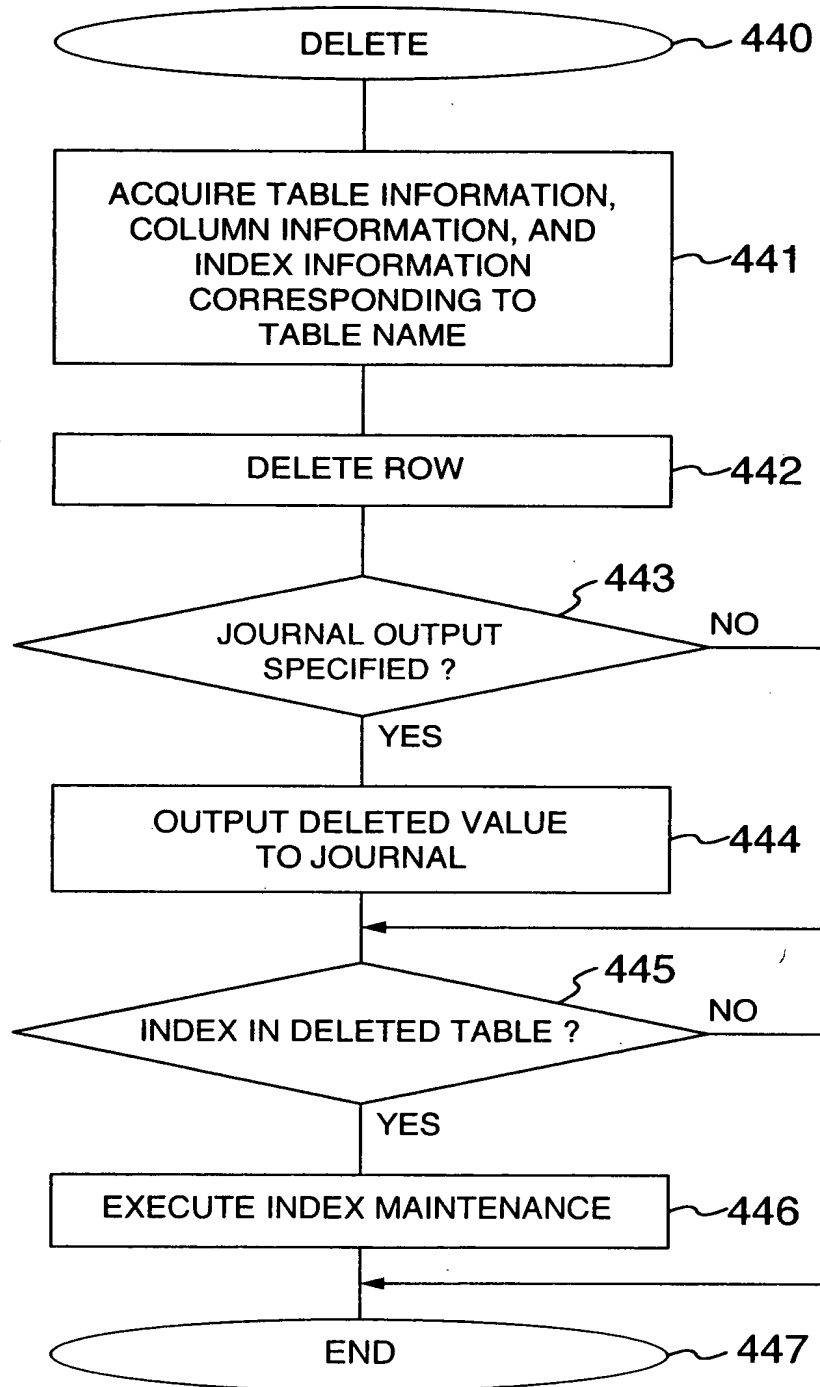 DELETE
440
ACQUIRE TABLE INFORMATION,
COLUMN INFORMATION, AND
INDEX INFORMATION
CORRESPONDING TO
TABLE NAME
441
DELETE ROW
442
443
JOURNAL OUTPUT
SPECIFIED ?
NO
YES
OUTPUT DELETED VALUE
TO JOURNAL
444
445
INDEX IN DELETED TABLE ?
NO
YES
EXECUTE INDEX MAINTENANCE
446
END
447